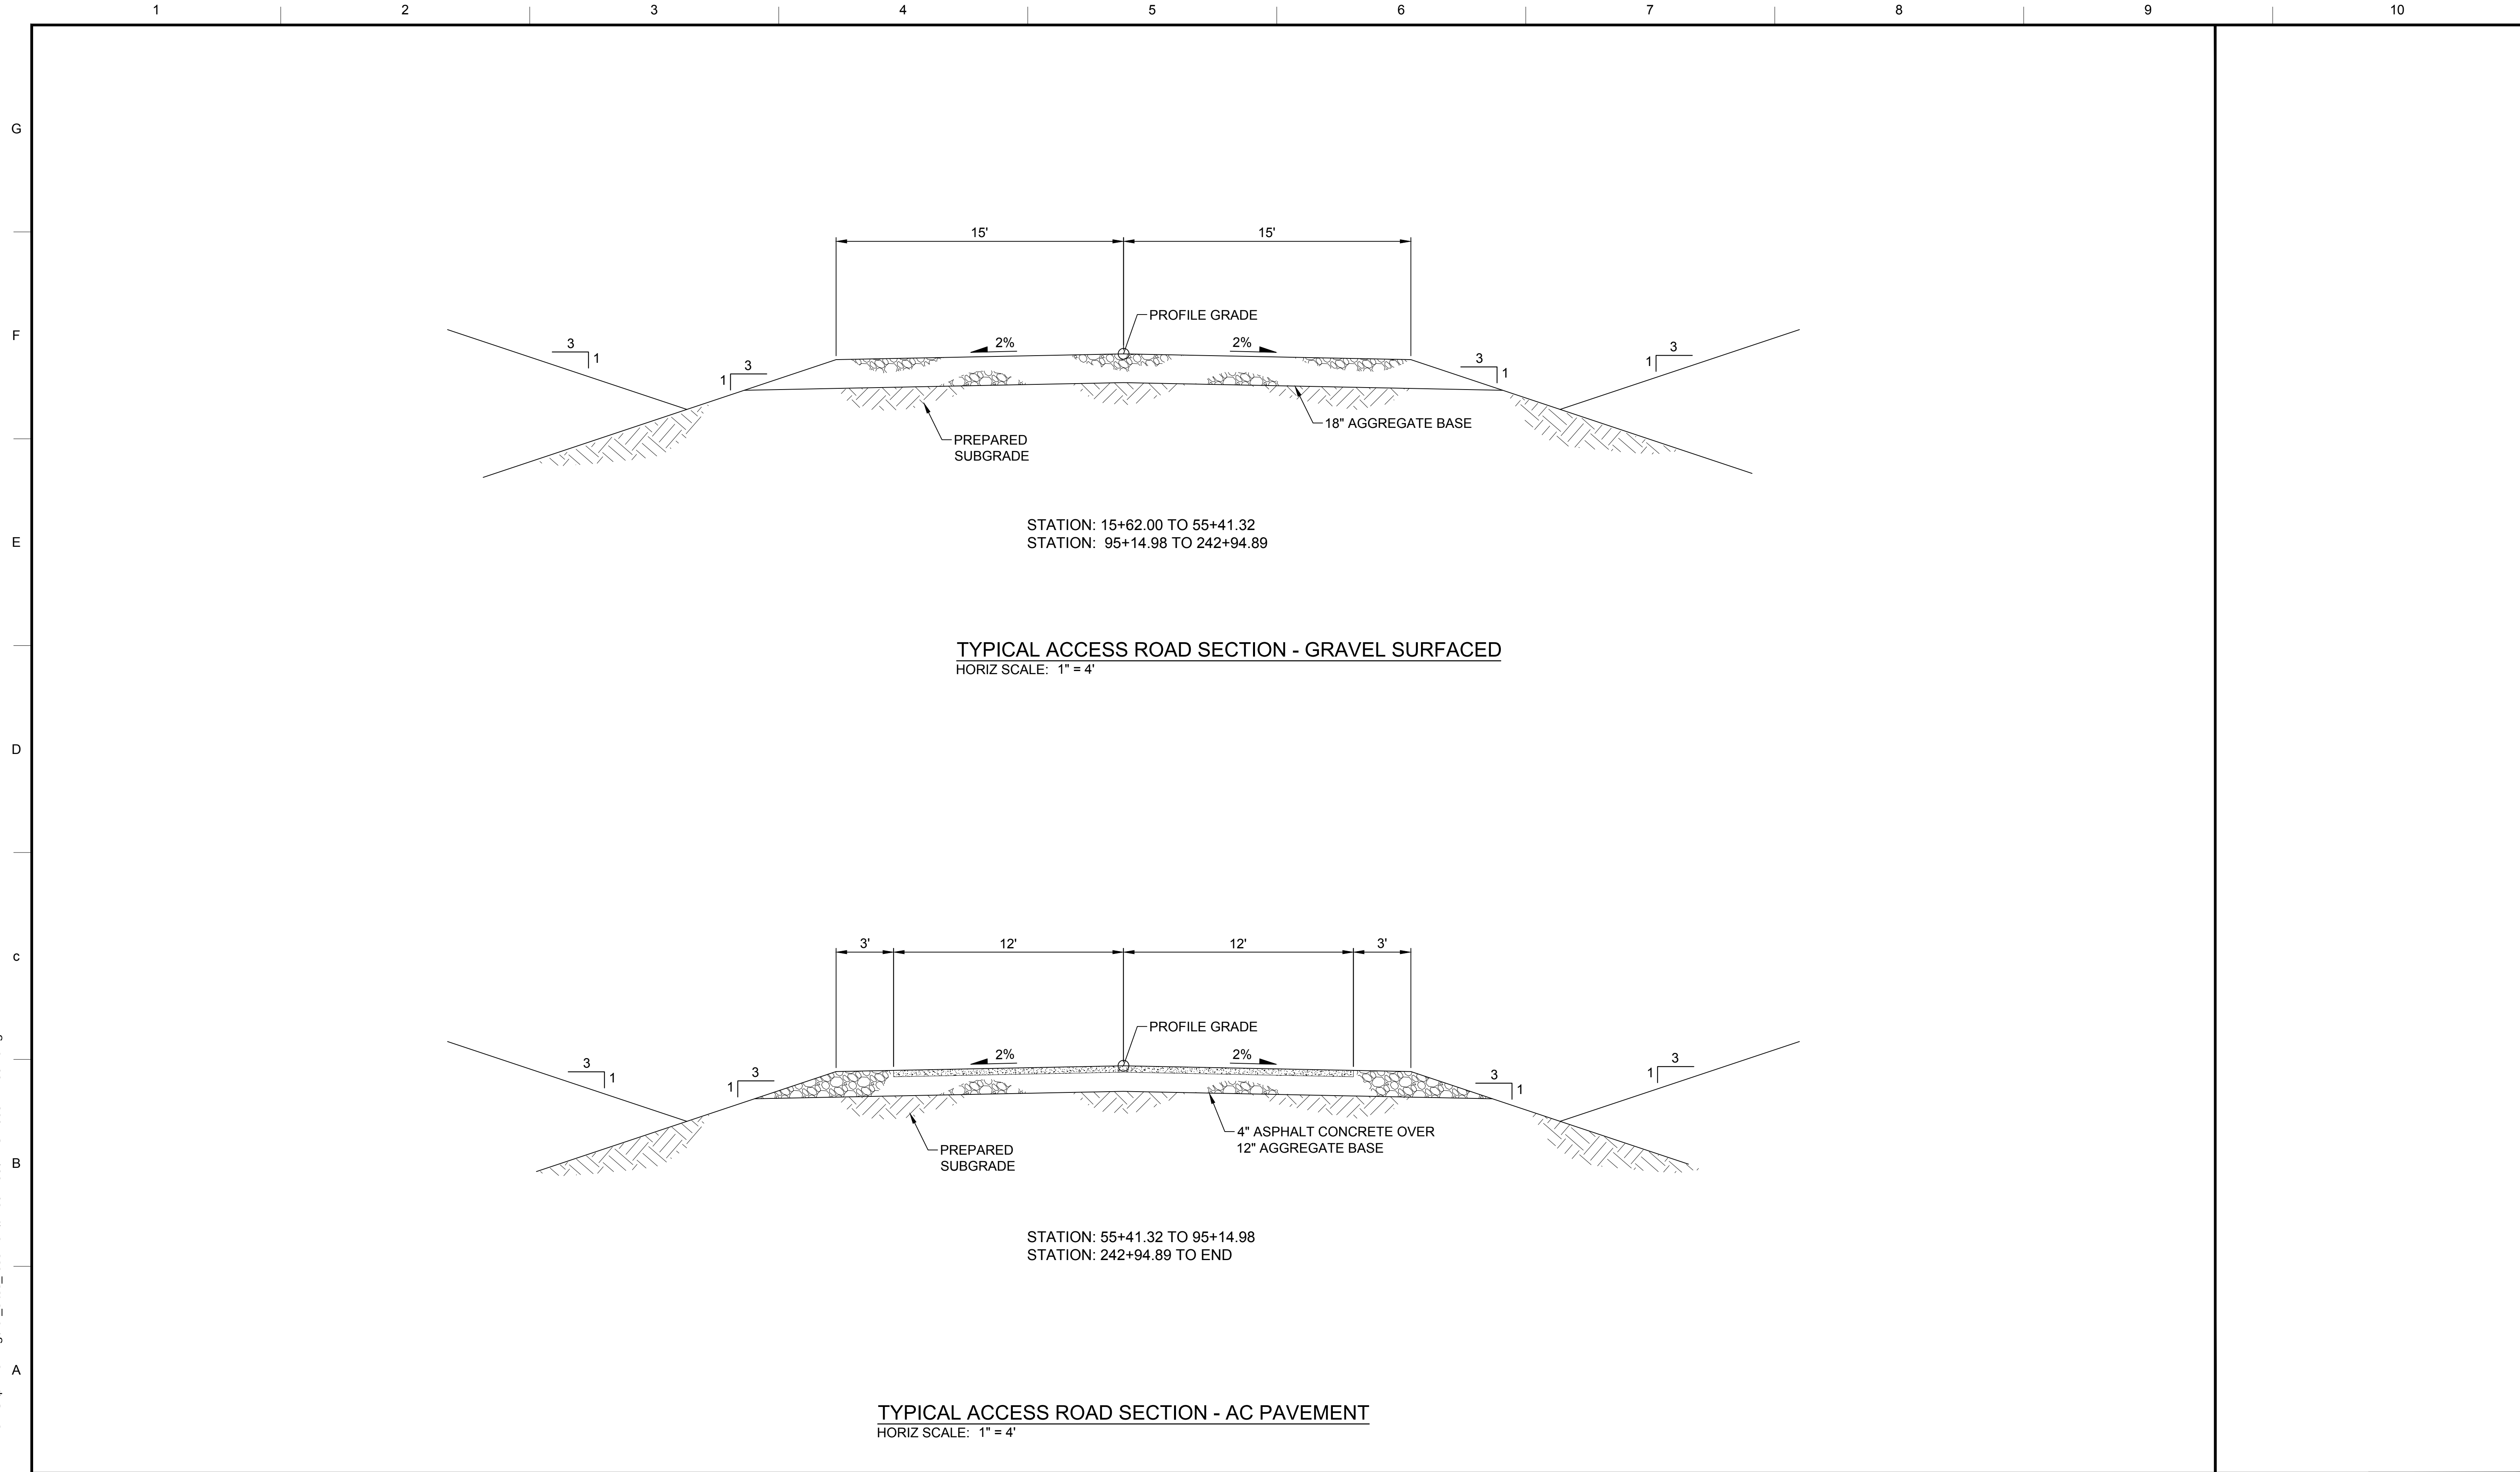 1 2 3 4 5 6 7 8 9 10
G
15' 15'
PROFILE GRADE
F
3 1
3 1
2% 2%
3 1
3 1
18" AGGREGATE BASE
PREPARED
SUBGRADE
STATION: 15+62.00 TO 55+41.32
E
STATION: 95+14.98 TO 242+94.89
TYPICAL ACCESS ROAD SECTION - GRAVEL SURFACED
HORIZ SCALE: 1" = 4'
D
3' 12' 12' 3'
c
PROFILE GRADE
3 1
3 1
2% 2%
3 1
3 1
4" ASPHALT CONCRETE OVER
12" AGGREGATE BASE
PREPARED
SUBGRADE
B
STATION: 55+41.32 TO 95+14.98
STATION: 242+94.89 TO END
A
TYPICAL ACCESS ROAD SECTION - AC PAVEMENT
HORIZ SCALE: 1" = 4'